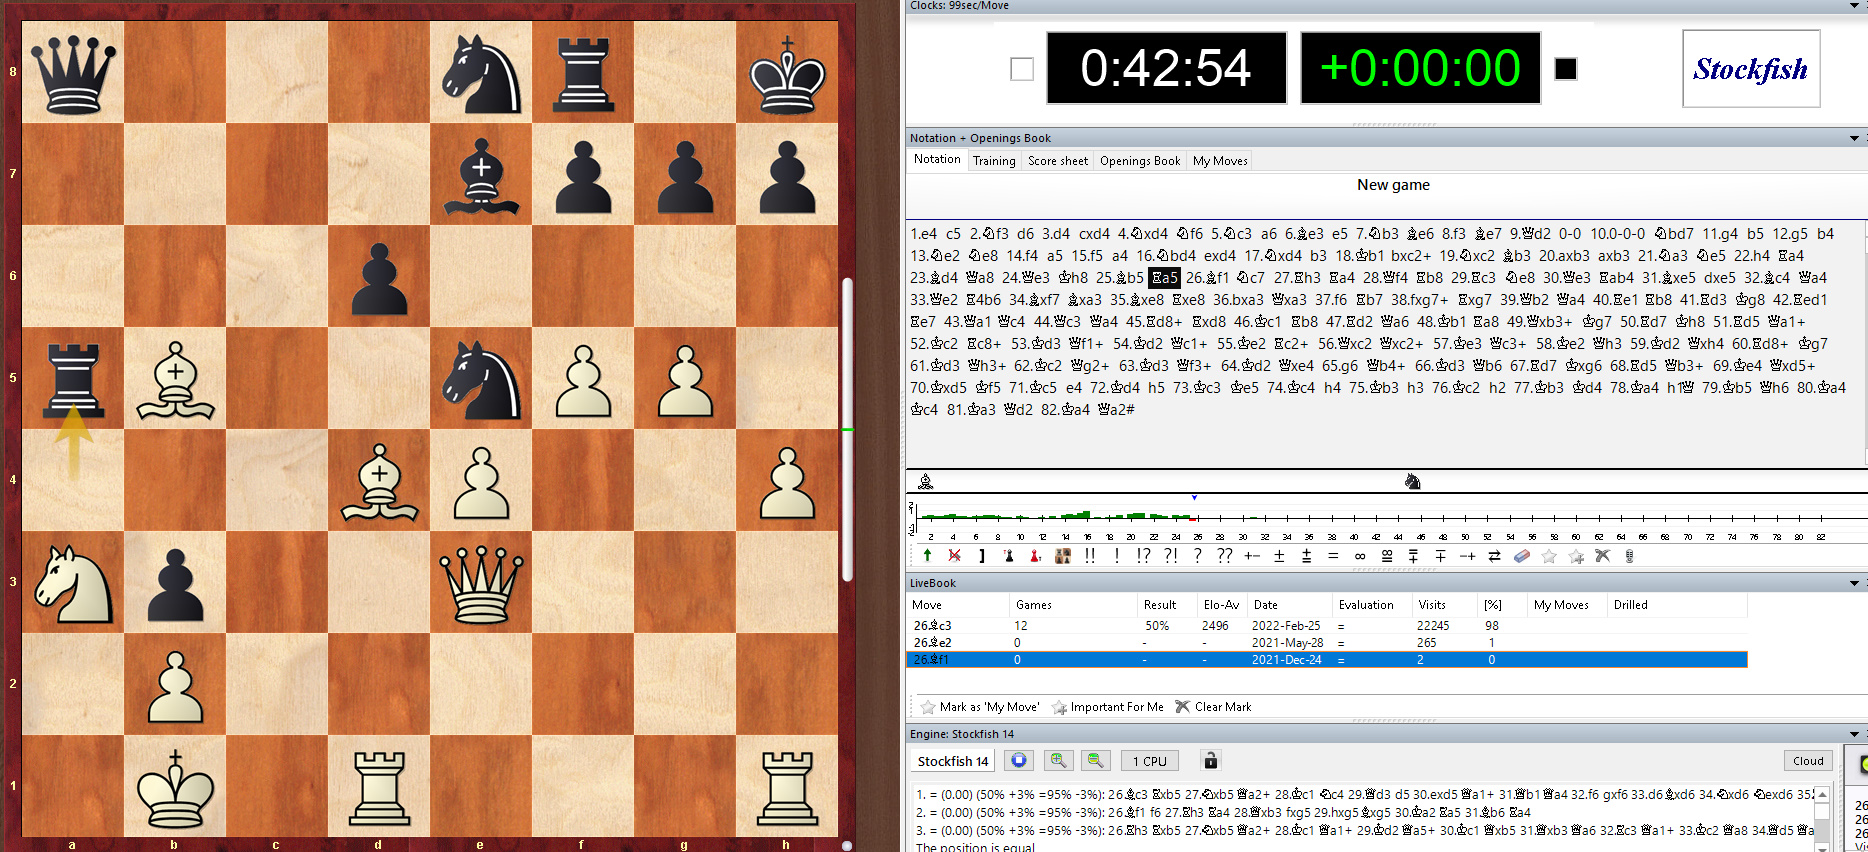 Clocks: 99sec/Move
0:42:54 +0:00:00 Stockfish
Notation + Openings Book
Notation Training Score sheet Openings Book My Moves
New game
1.e4 c5 2.♘f3 d6 3.d4 cxd4 4.♘xd4 ♘f6 5.♘c3 a6 6.♗e3 e5 7.♘b3 ♗e6 8.f3 ♗e7 9.♕d2 0-0 10.0-0-0 ♘bd7 11.g4 b5 12.g5 b4
13.♘e2 ♘e8 14.f4 a5 15.f5 a4 16.♘bd4 exd4 17.♘xd4 b3 18.♔b1 bxc2+ 19.♘xc2 ♗b3 20.axb3 axb3 21.♘a3 ♘e5 22.h4 ♖a4
23.♗d4 ♕a8 24.♕e3 ♔h8 25.♗b5 ♖a5 26.♗f1 ♘c7 27.♖h3 ♖a4 28.♕f4 ♖b8 29.♖c3 ♘e8 30.♕e3 ♖ab4 31.♗xe5 dxe5 32.♗c4 ♕a4
33.♕e2 ♖4b6 34.♗xf7 ♗xa3 35.♗xe8 ♖xe8 36.bxa3 ♕xa3 37.f6 ♖b7 38.fxg7+ ♖xg7 39.♕b2 ♕a4 40.♖e1 ♖b8 41.♖d3 ♔g8 42.♖ed1
♖e7 43.♕a1 ♕c4 44.♕c3 ♕a4 45.♖d8+ ♖xd8 46.♔c1 ♖b8 47.♖d2 ♕a6 48.♔b1 ♖a8 49.♕xb3+ ♔g7 50.♖d7 ♔h8 51.♖d5 ♕a1+
52.♔c2 ♖c8+ 53.♔d3 ♕f1+ 54.♔d2 ♕c1+ 55.♔e2 ♖c2+ 56.♕xc2 ♕xc2+ 57.♔e3 ♕c3+ 58.♔e2 ♕h3 59.♔d2 ♕xh4 60.♖d8+ ♔g7
61.♔d3 ♕h3+ 62.♔c2 ♕g2+ 63.♔d3 ♕f3+ 64.♔d2 ♕xe4 65.g6 ♕b4+ 66.♔d3 ♕b6 67.♖d7 ♔xg6 68.♖d5 ♕b3+ 69.♔e4 ♕xd5+
70.♔xd5 ♔f5 71.♔c5 e4 72.♔d4 h5 73.♔c3 ♔e5 74.♔c4 h4 75.♔b3 h3 76.♔c2 h2 77.♔b3 ♔d4 78.♔a4 h1♕ 79.♔b5 ♕h6 80.♔a4
♔c4 81.♔a3 ♕d2 82.♔a4 ♕a2#
2 4 6 8 10 12 14 16 18 20 22 24 26 28 30 32 34 36 38 40 42 44 46 48 50 52 54 56 58 60 62 64 66 68 70 72 74 76 78 80 82
] !! ! !? ?! ? ?? +− ± ⩲ = ∞ ⩱ ∓ −+ ⇄
LiveBook
Move Games Result Elo-Av Date Evaluation Visits [%] My Moves Drilled
26.♗c3 12 50% 2496 2022-Feb-25 = 22245 98
26.♗e2 0 - - 2021-May-28 = 265 1
26.♗f1 0 - - 2021-Dec-24 = 2 0
Mark as 'My Move' Important For Me Clear Mark
Engine: Stockfish 14
Stockfish 14 1 CPU Cloud
1. = (0.00) (50% +3% =95% -3%): 26.♗c3 ♖xb5 27.♘xb5 ♕a2+ 28.♔c1 ♘c4 29.♕d3 d5 30.exd5 ♕a1+ 31.♕b1 ♕a4 32.f6 gxf6 33.d6 ♗xd6 34.♘xd6 ♘exd6 35.
2. = (0.00) (50% +3% =95% -3%): 26.♗f1 f6 27.♖h3 ♖a4 28.♕xb3 fxg5 29.hxg5 ♗xg5 30.♔a2 ♖a5 31.♗b6 ♖a4
3. = (0.00) (50% +3% =95% -3%): 26.♖h3 ♖xb5 27.♘xb5 ♕a2+ 28.♔c1 ♕a1+ 29.♔d2 ♕a5+ 30.♔c1 ♕xb5 31.♕xb3 ♕a6 32.♖c3 ♕a1+ 33.♔c2 ♕a8 34.♕d5 ♕a
The position is equal
8
7
6
5
4
3
2
1
a b c d e f g h